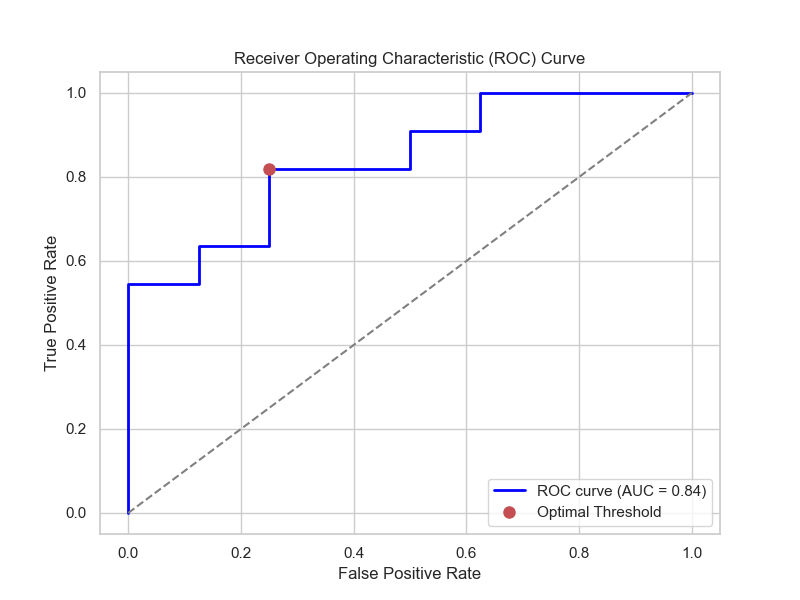 Receiver Operating Characteristic (ROC) Curve
True Positive Rate
1.0
0.8
0.6
0.4
0.2
0.0
ROC curve (AUC = 0.84)
Optimal Threshold
0.0 0.2 0.4 0.6 0.8 1.0
False Positive Rate